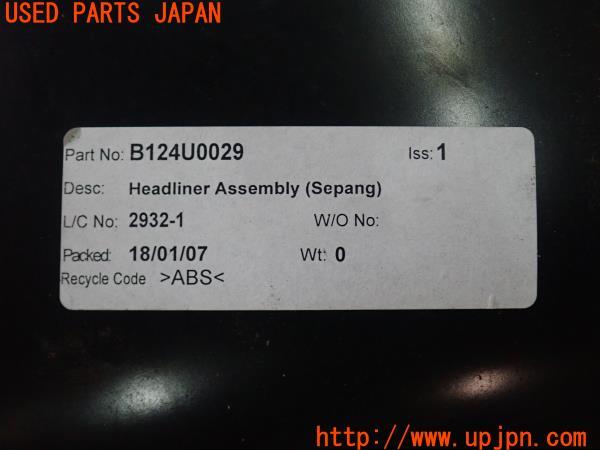 USED PARTS JAPAN
Part No: B124U0029 Iss: 1
Desc: Headliner Assembly (Sepang)
L/C No: 2932-1 W/O No:
Packed: 18/01/07 Wt: 0
Recycle Code >ABS<
http://www.upjpn.com